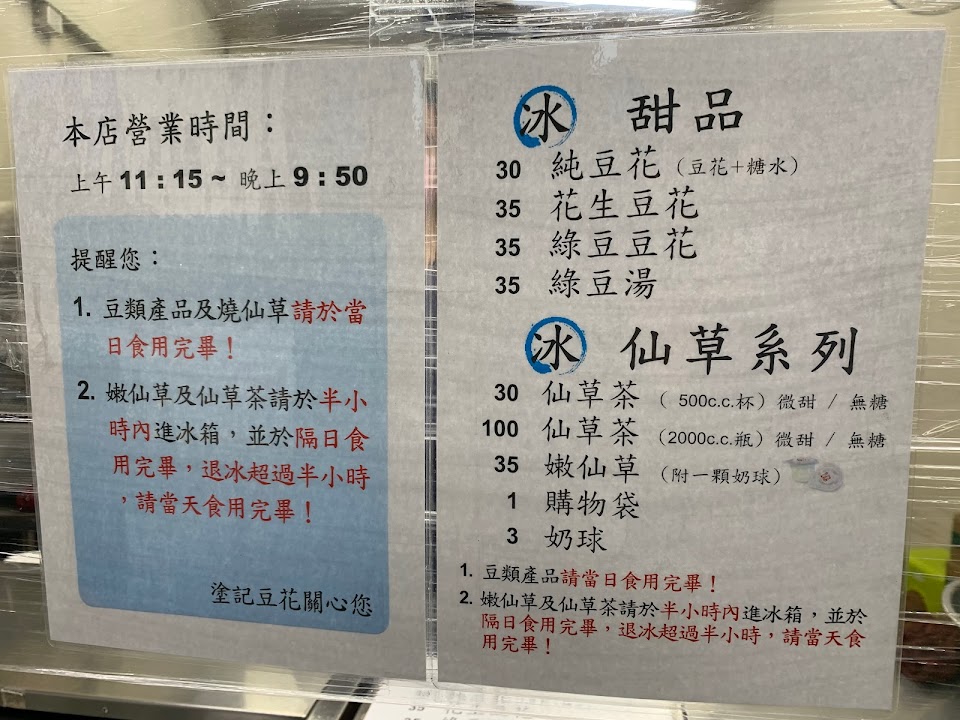 本店營業時間：
上午 11：15 ~ 晚上 9：50
提醒您：
1. 豆類產品及燒仙草請於當
日食用完畢！
2. 嫩仙草及仙草茶請於半小
時內進冰箱，並於隔日食
用完畢，退冰超過半小時
，請當天食用完畢！
塗記豆花關心您
冰 甜品
30 純豆花（豆花+糖水）
35 花生豆花
35 綠豆豆花
35 綠豆湯
冰 仙草系列
30 仙草茶（500c.c.杯）微甜 / 無糖
100 仙草茶（2000c.c.瓶）微甜 / 無糖
35 嫩仙草（附一顆奶球）
1 購物袋
3 奶球
1. 豆類產品請當日食用完畢！
2. 嫩仙草及仙草茶請於半小時內進冰箱，並於
隔日食用完畢，退冰超過半小時，請當天食
用完畢！